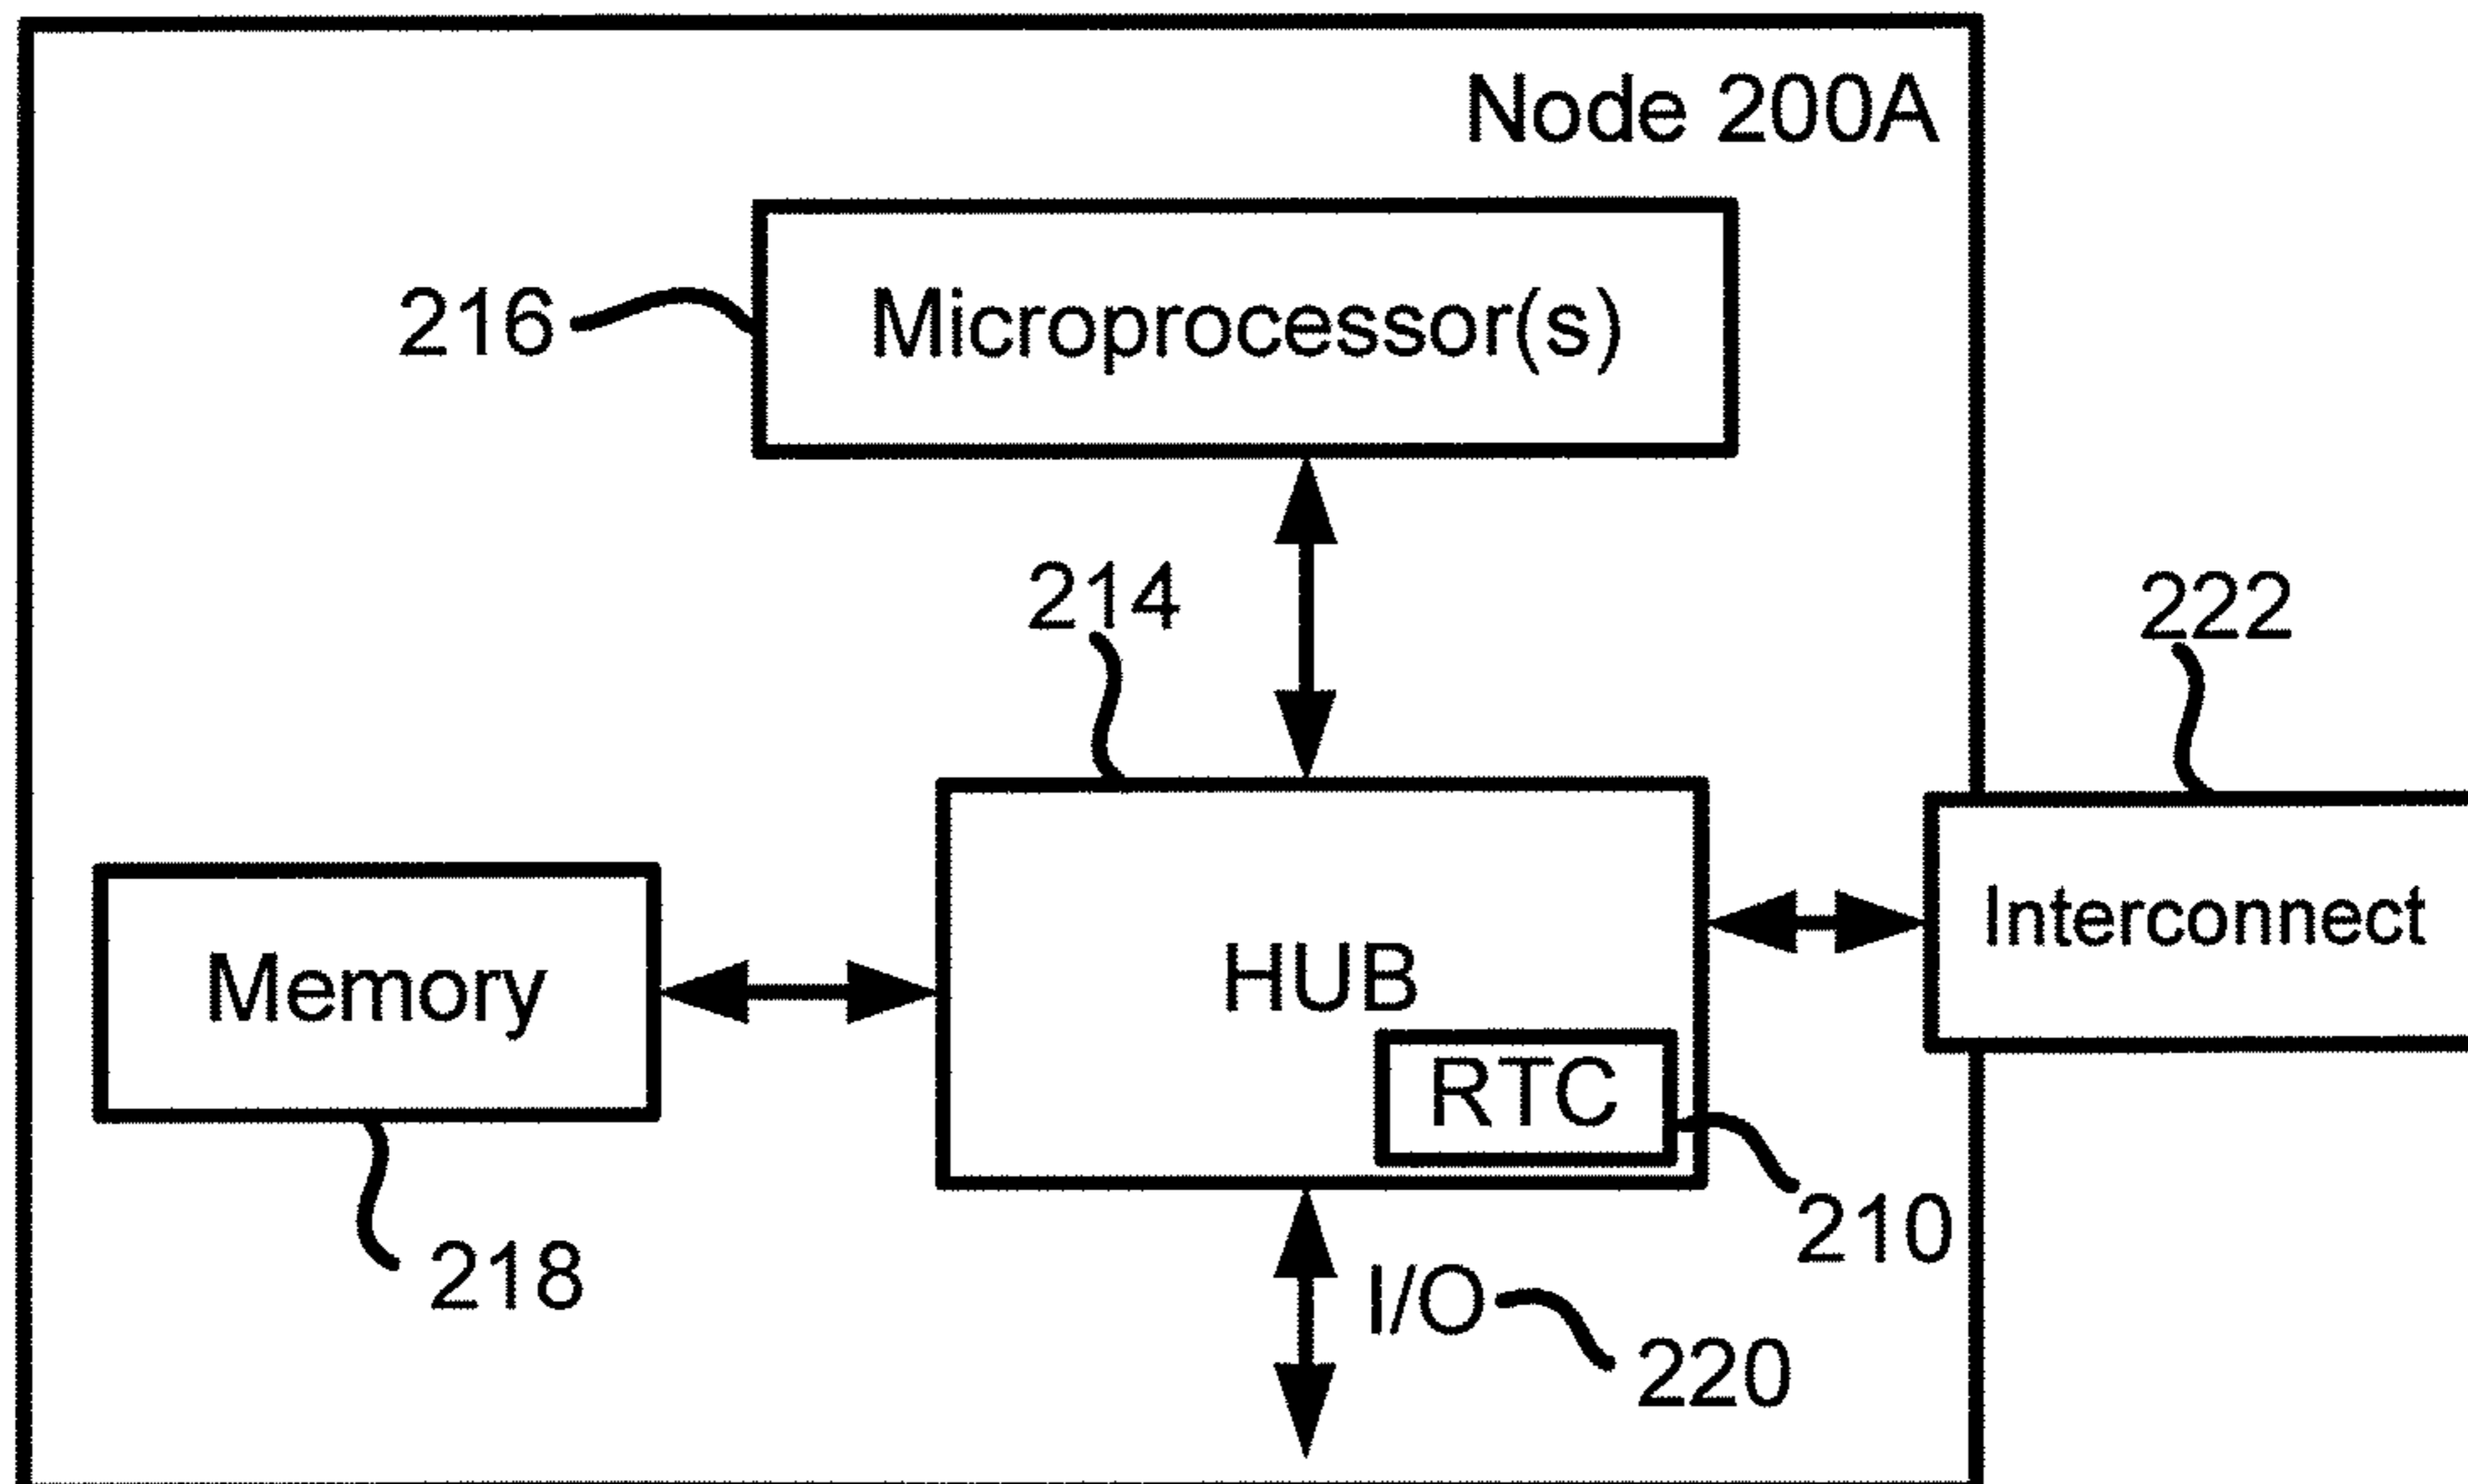 Node 200A
216
Microprocessor(s)
214
222
Memory
HUB
Interconnect
RTC
210
218
I/O
220